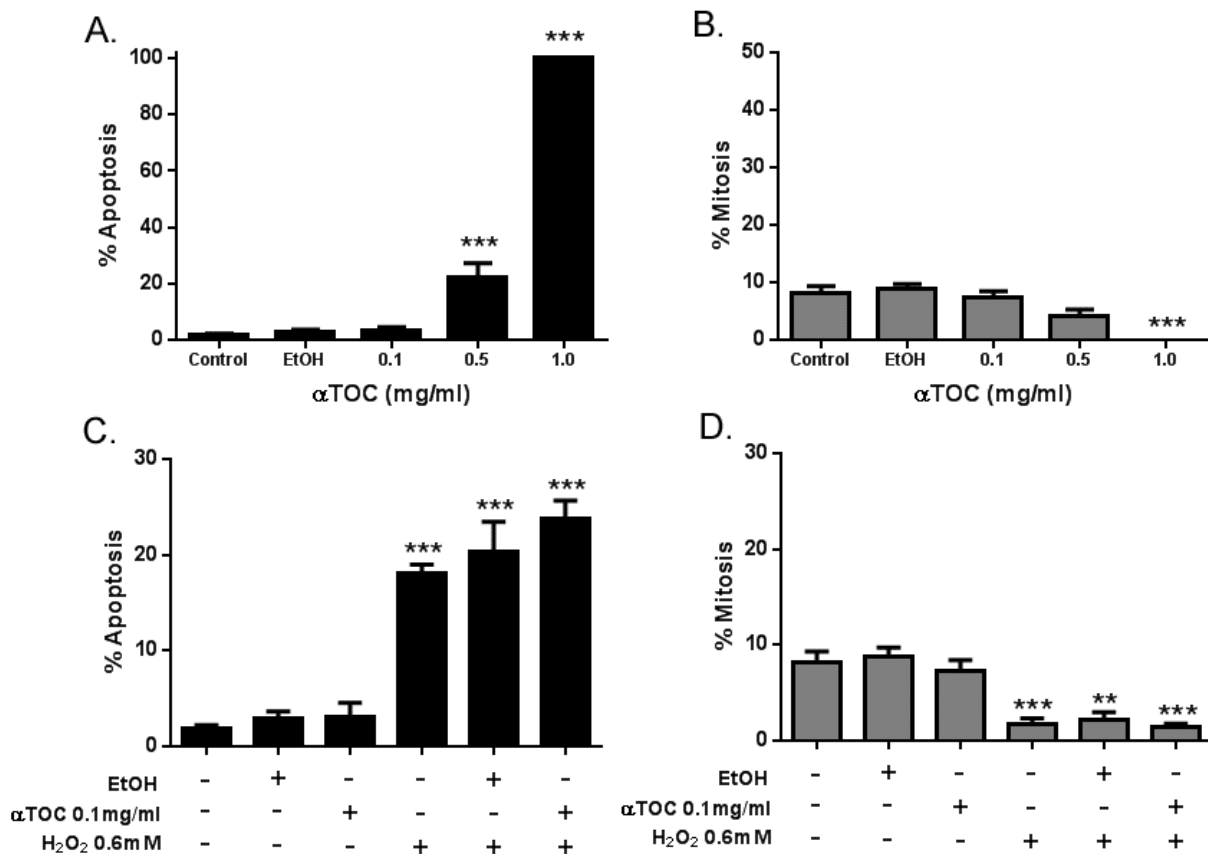 A.
% Apoptosis
100
80
60
40
20
0
***
***
Control EtOH 0.1 0.5 1.0
αTOC (mg/ml)
B.
% Mitosis
50
40
30
20
10
0
***
Control EtOH 0.1 0.5 1.0
αTOC (mg/ml)
C.
% Apoptosis
30
20
10
0
*** *** ***
EtOH - + - - + -
αTOC 0.1mg/ml - - + - - +
H₂O₂ 0.6mM - - - + + +
D.
% Mitosis
30
20
10
0
*** ** ***
EtOH - + - - + -
αTOC 0.1mg/ml - - + - - +
H₂O₂ 0.6mM - - - + + +